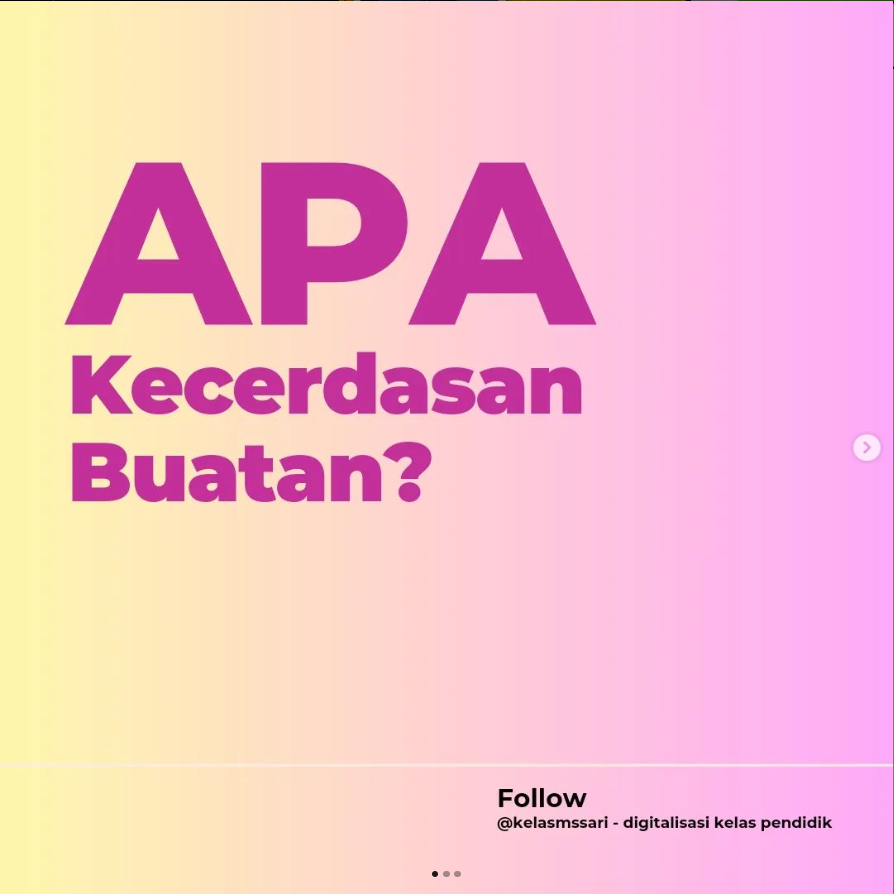 APA
Kecerdasan
Buatan?
Follow
@kelasmssari - digitalisasi kelas pendidik